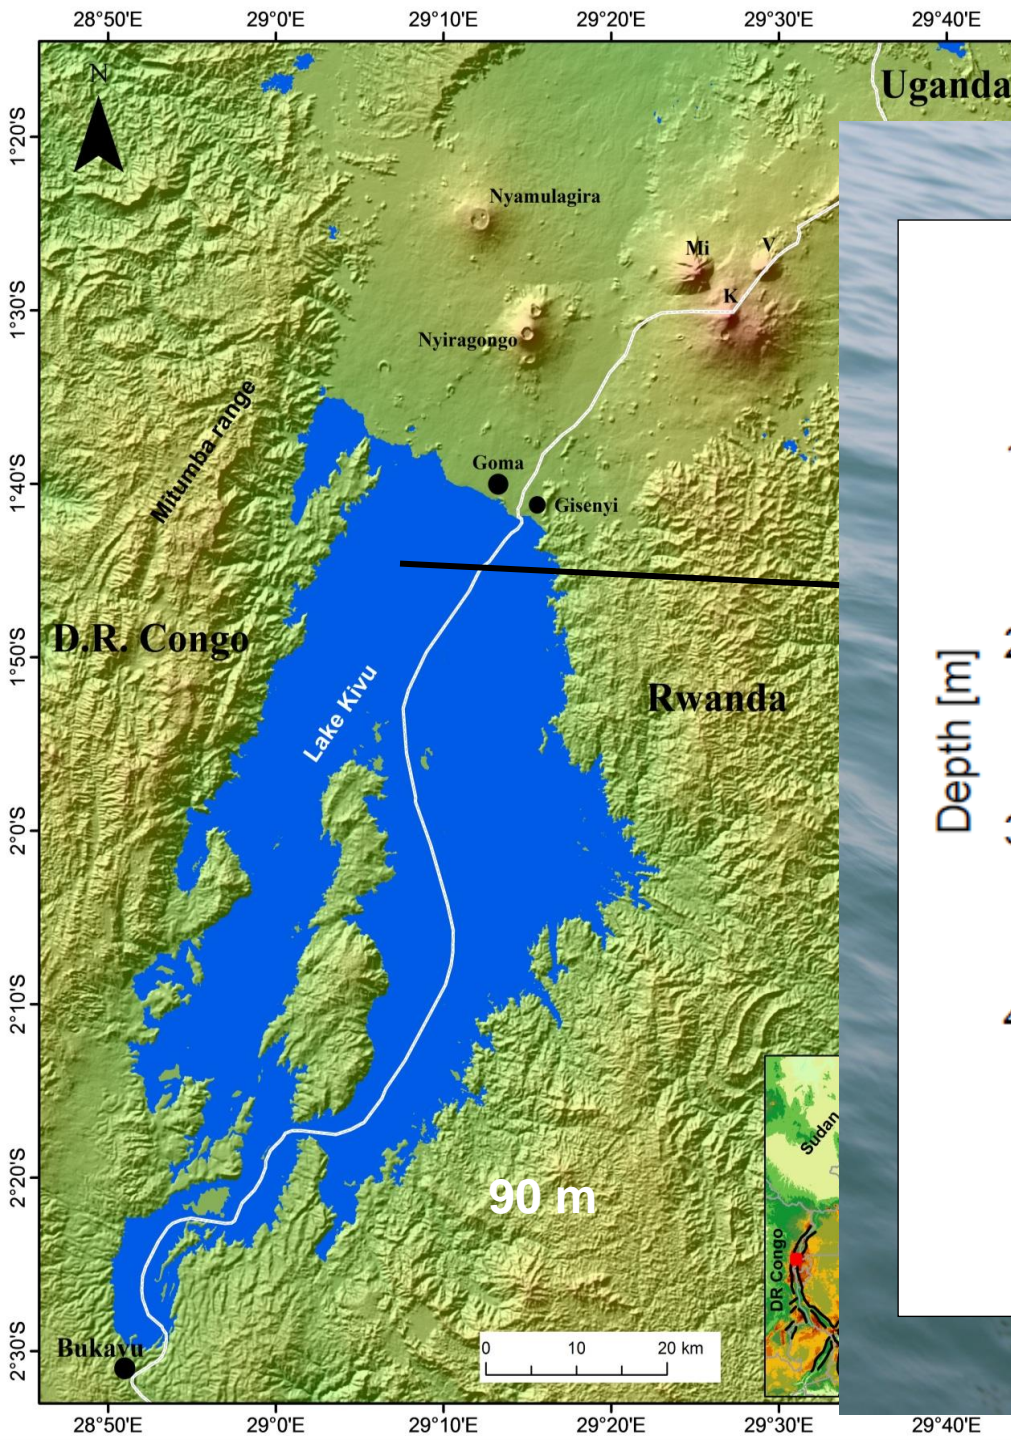 28°50'E 29°0'E 29°10'E 29°20'E 29°30'E 29°40'E
N
Uganda
1°20'S
Nyamulagira
Mi
V
K
1°30'S
Nyiragongo
Mitumba range
Goma
1°40'S
Gisenyi
D.R. Congo
1°50'S
Lake Kivu
Rwanda
Depth [m]
2°0'S
2°10'S
Sudan
2°20'S
90 m
DR Congo
Bukavu
2°30'S
0 10 20 km
28°50'E 29°0'E 29°10'E 29°20'E 29°30'E 29°40'E